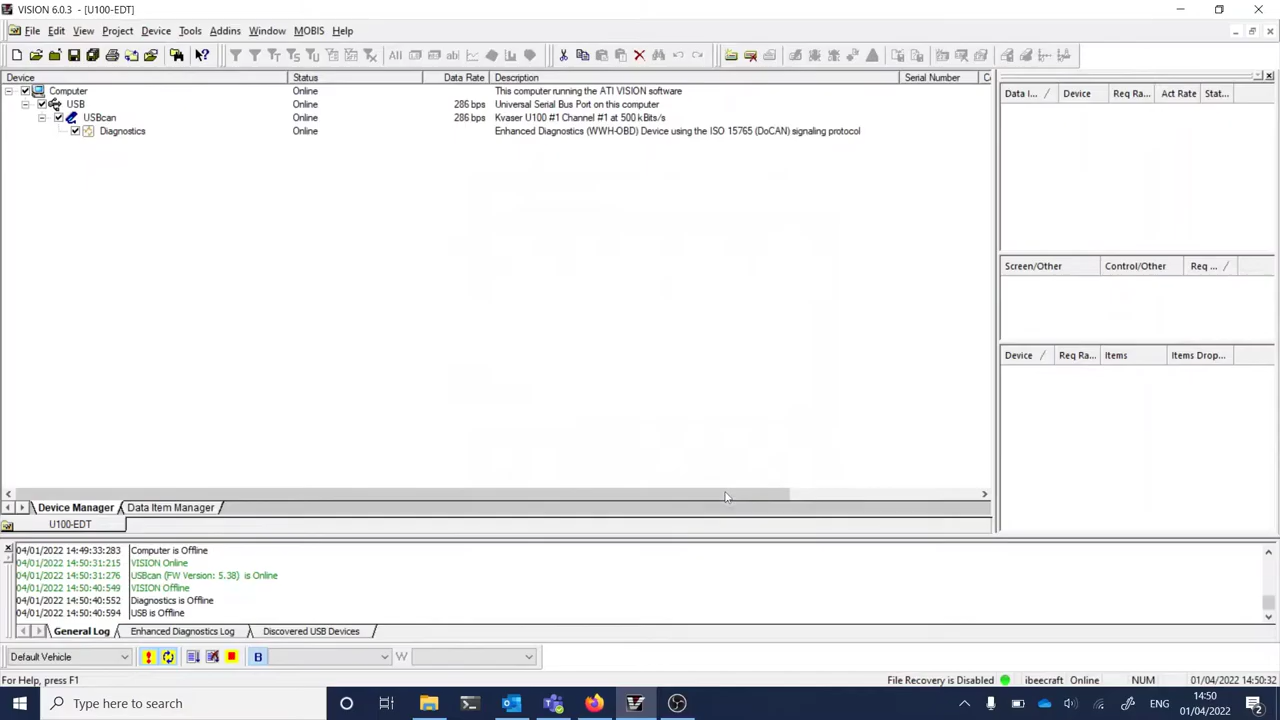 VISION 6.0.3 - [U100-EDT]
File Edit View Project Device Tools Addins Window MOBIS Help
All
Device Status Data Rate Description Serial Number C
Computer Online This computer running the ATI VISION software
USB Online 286 bps Universal Serial Bus Port on this computer
USBcan Online 286 bps Kvaser U100 #1 Channel #1 at 500 kBits/s
Diagnostics Online Enhanced Diagnostics (WWH-OBD) Device using the ISO 15765 (DoCAN) signaling protocol
Data I... Device Req Ra... Act Rate Stat...
Screen/Other Control/Other Req ...
Device Req Ra... Items Items Drop...
Device Manager Data Item Manager
U100-EDT
04/01/2022 14:49:33:283 Computer is Offline
04/01/2022 14:50:31:215 VISION Online
04/01/2022 14:50:31:276 USBcan (FW Version: 5.38) is Online
04/01/2022 14:50:40:549 VISION Offline
04/01/2022 14:50:40:552 Diagnostics is Offline
04/01/2022 14:50:40:594 USB is Offline
General Log Enhanced Diagnostics Log Discovered USB Devices
Default Vehicle B W
For Help, press F1 File Recovery is Disabled ibeecraft Online NUM 01/04/2022 14:50:32
Type here to search
14:50
01/04/2022
2